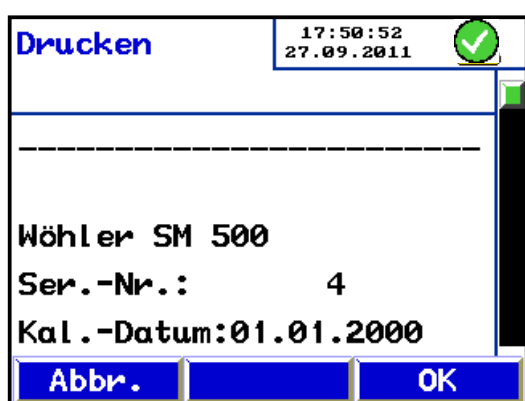 Drucken
17:50:52
27.09.2011
------------------------
Wöhler SM 500
Ser.-Nr.: 4
Kal.-Datum:01.01.2000
Abbr.
OK